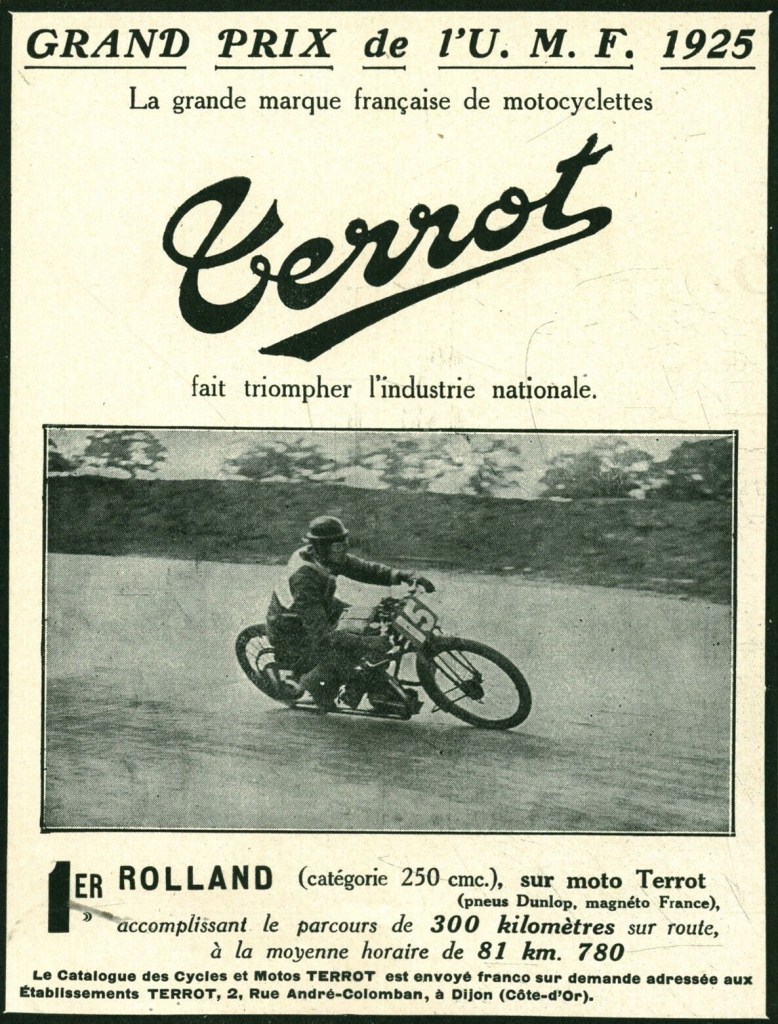 GRAND PRIX de l'U. M. F. 1925
La grande marque française de motocyclettes
Terrot
fait triompher l'industrie nationale.
15
1ER ROLLAND (catégorie 250 cmc.), sur moto Terrot
(pneus Dunlop, magnéto France),
» accomplissant le parcours de 300 kilomètres sur route,
à la moyenne horaire de 81 km. 780
Le Catalogue des Cycles et Motos TERROT est envoyé franco sur demande adressée aux
Établissements TERROT, 2, Rue André-Colomban, à Dijon (Côte-d'Or).